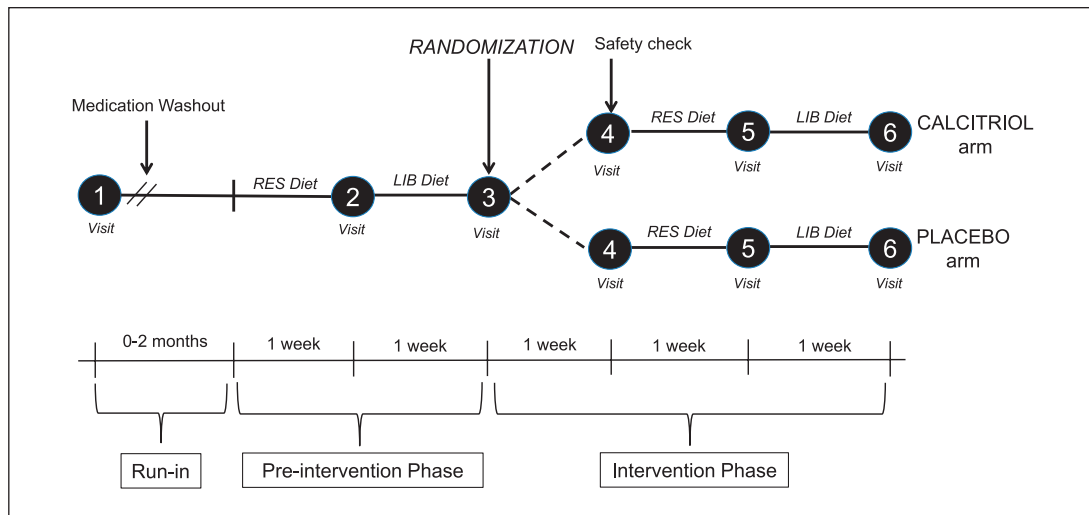 RANDOMIZATION
Safety check
Medication Washout
4
RES Diet
5
LIB Diet
6
CALCITRIOL
arm
Visit
Visit
Visit
1
RES Diet
2
LIB Diet
3
Visit
Visit
Visit
4
RES Diet
5
LIB Diet
6
PLACEBO
arm
Visit
Visit
Visit
0-2 months
1 week
1 week
1 week
1 week
1 week
Run-in
Pre-intervention Phase
Intervention Phase